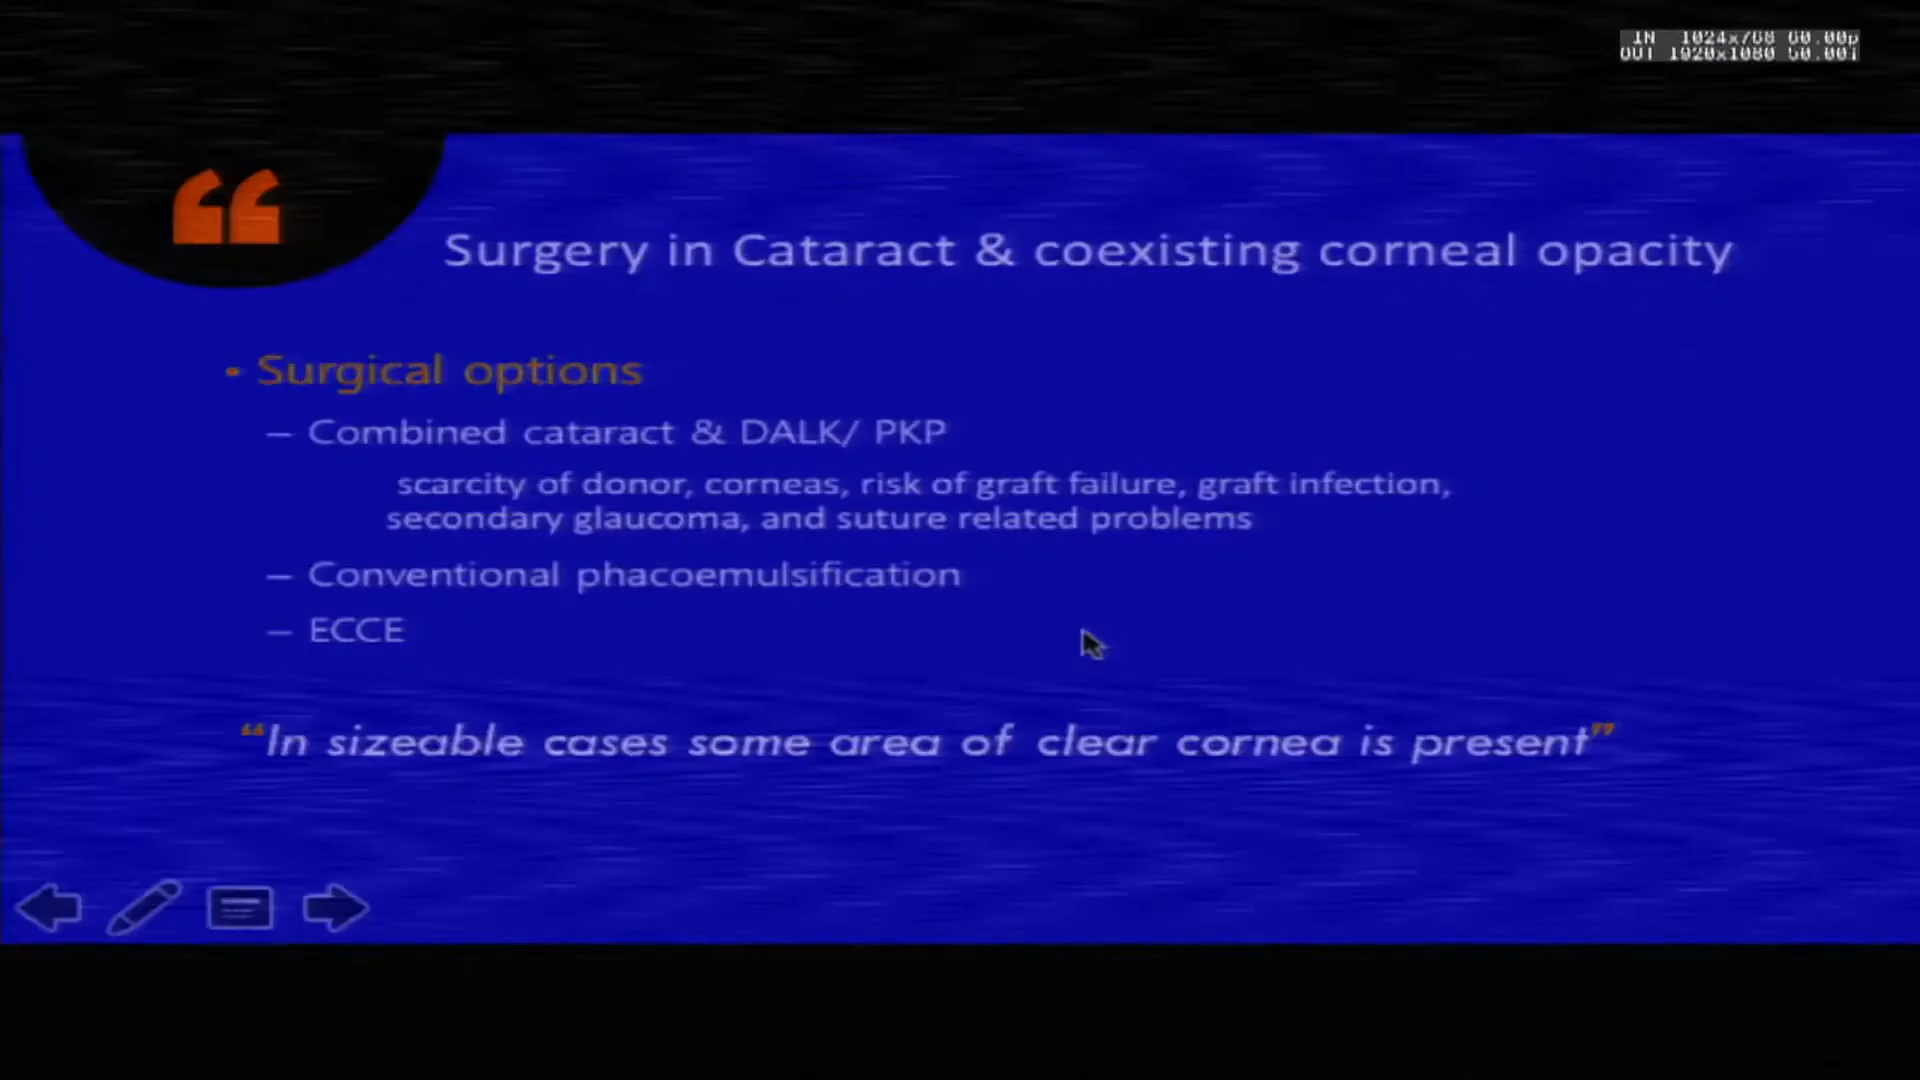 IN 1024x768 60.00p
OUT 1920x1080 50.00i
“
Surgery in Cataract & coexisting corneal opacity
• Surgical options
– Combined cataract & DALK/ PKP
scarcity of donor, corneas, risk of graft failure, graft infection,
secondary glaucoma, and suture related problems
– Conventional phacoemulsification
– ECCE
“In sizeable cases some area of clear cornea is present”